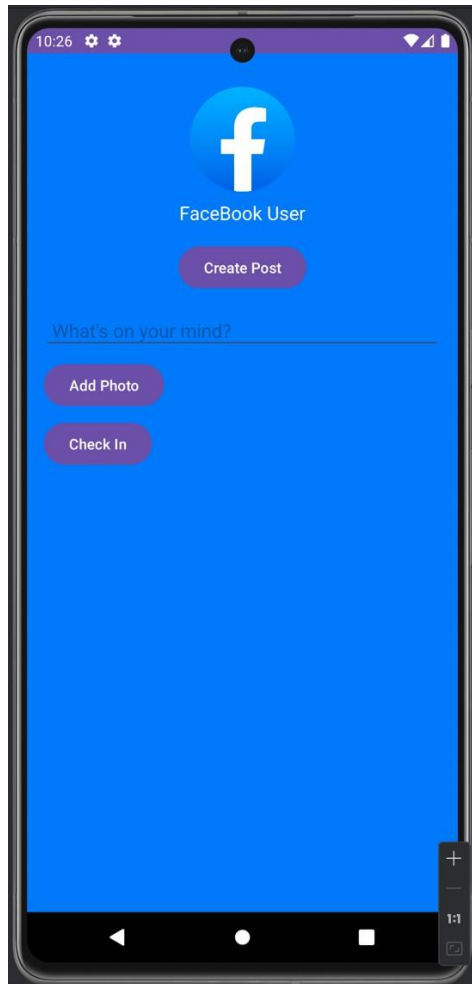 10:26
f
FaceBook User
Create Post
What's on your mind?
Add Photo
Check In
1:1